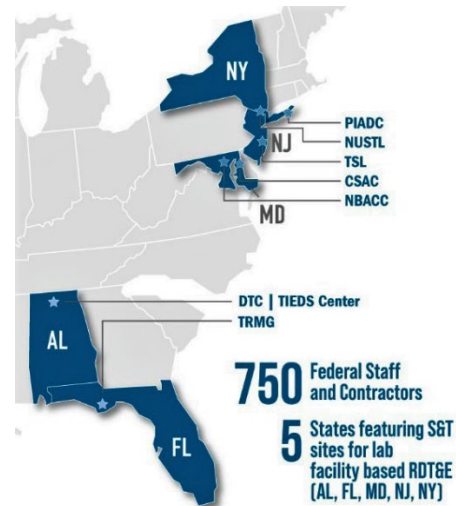 NY
PIADC
NUSTL
NJ
TSL
CSAC
NBACC
MD
DTC | TIEDS Center
TRMG
AL
FL
750 Federal Staff
and Contractors
5 States featuring S&T
sites for lab
facility based RDT&E
(AL, FL, MD, NJ, NY)